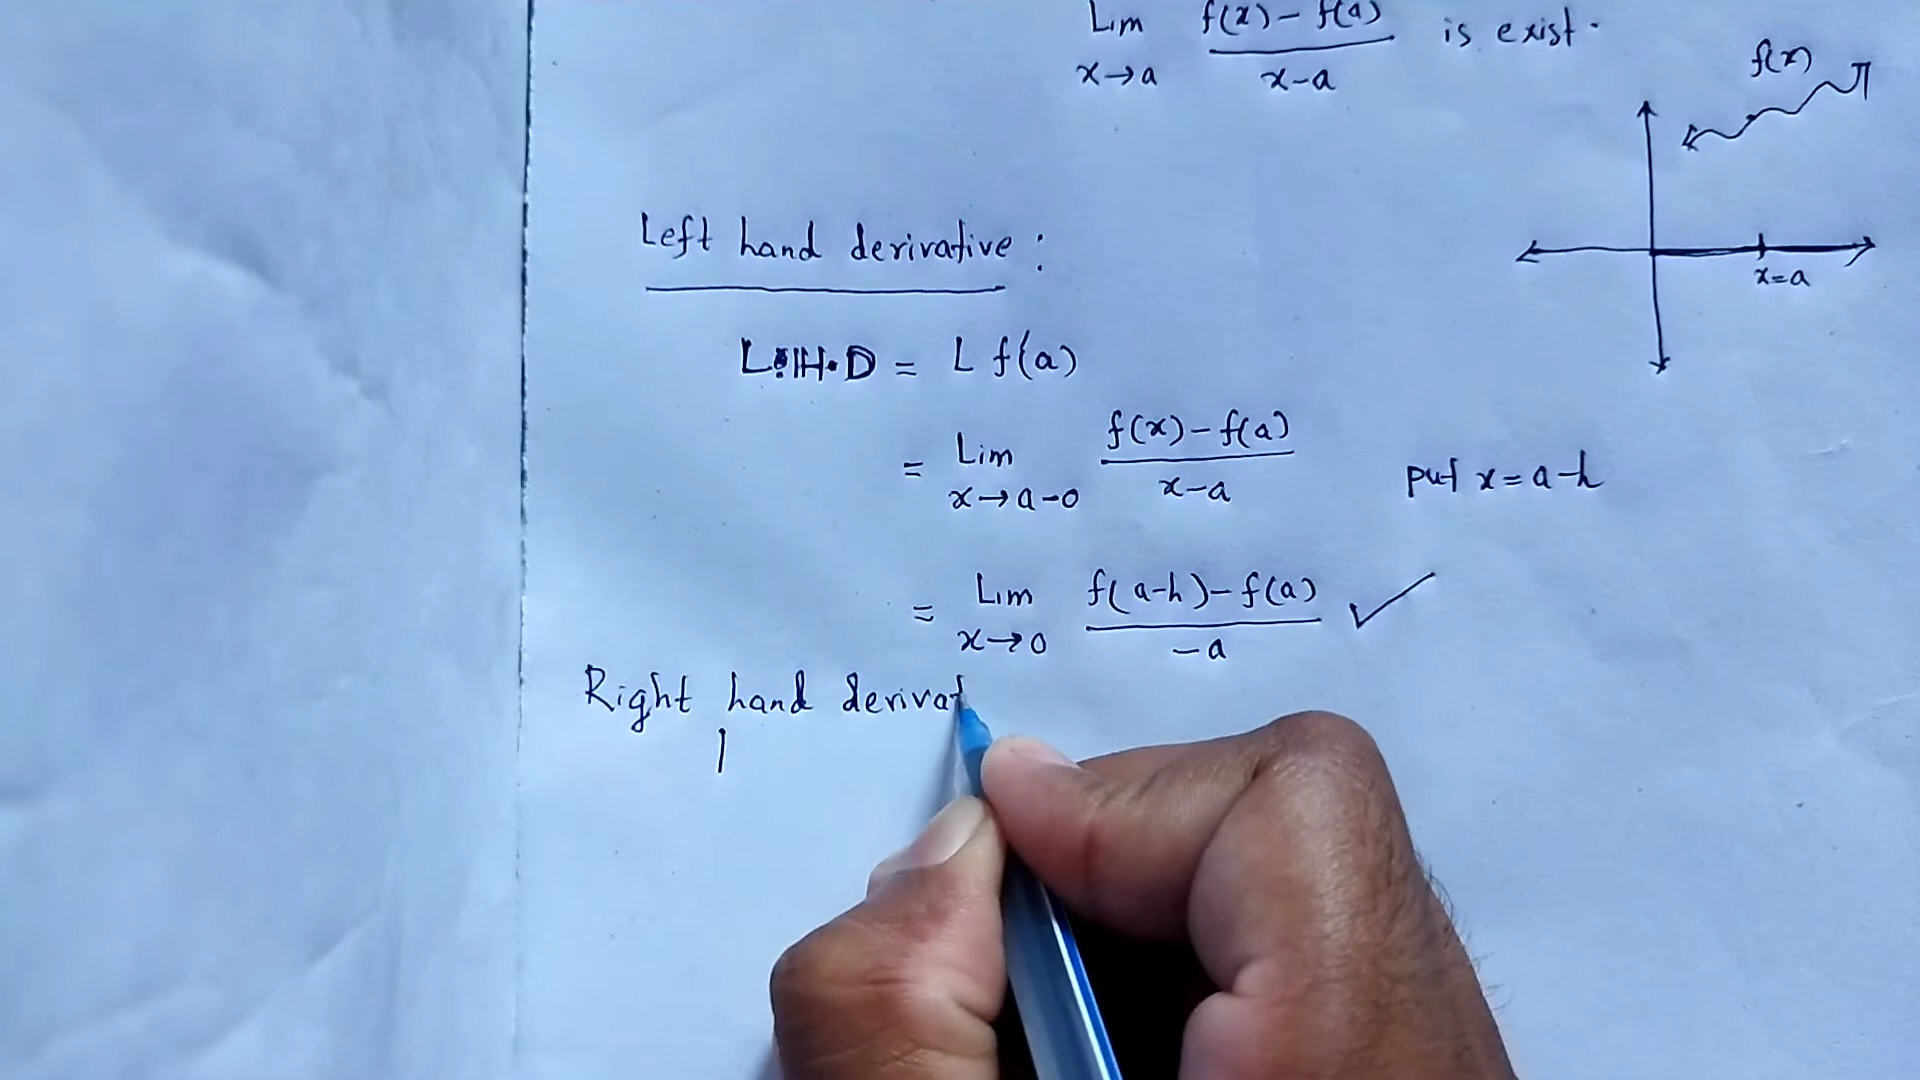 Lim f(x) - f(a) is exist.
x→a x-a
f(x)
x=a
Left hand derivative :
L.H.D = L f(a)
= Lim f(x) - f(a)
x→a-0 x-a
put x = a-h
= Lim f(a-h) - f(a) ✓
x→0 -a
Right hand derivat